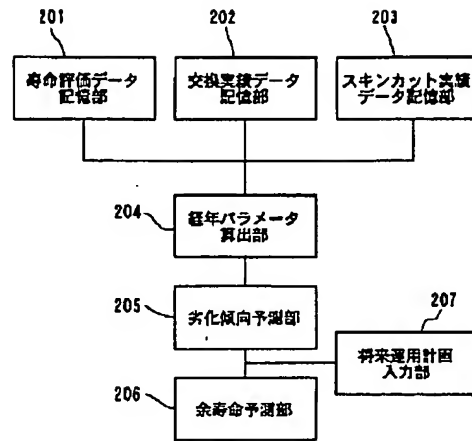 201
202
203
寿命評価データ
記憶部
交換実績データ
記憶部
スキンカット実績
データ記憶部
204
経年パラメータ
算出部
205
劣化傾向予測部
207
将来運用計画
入力部
206
余寿命予測部